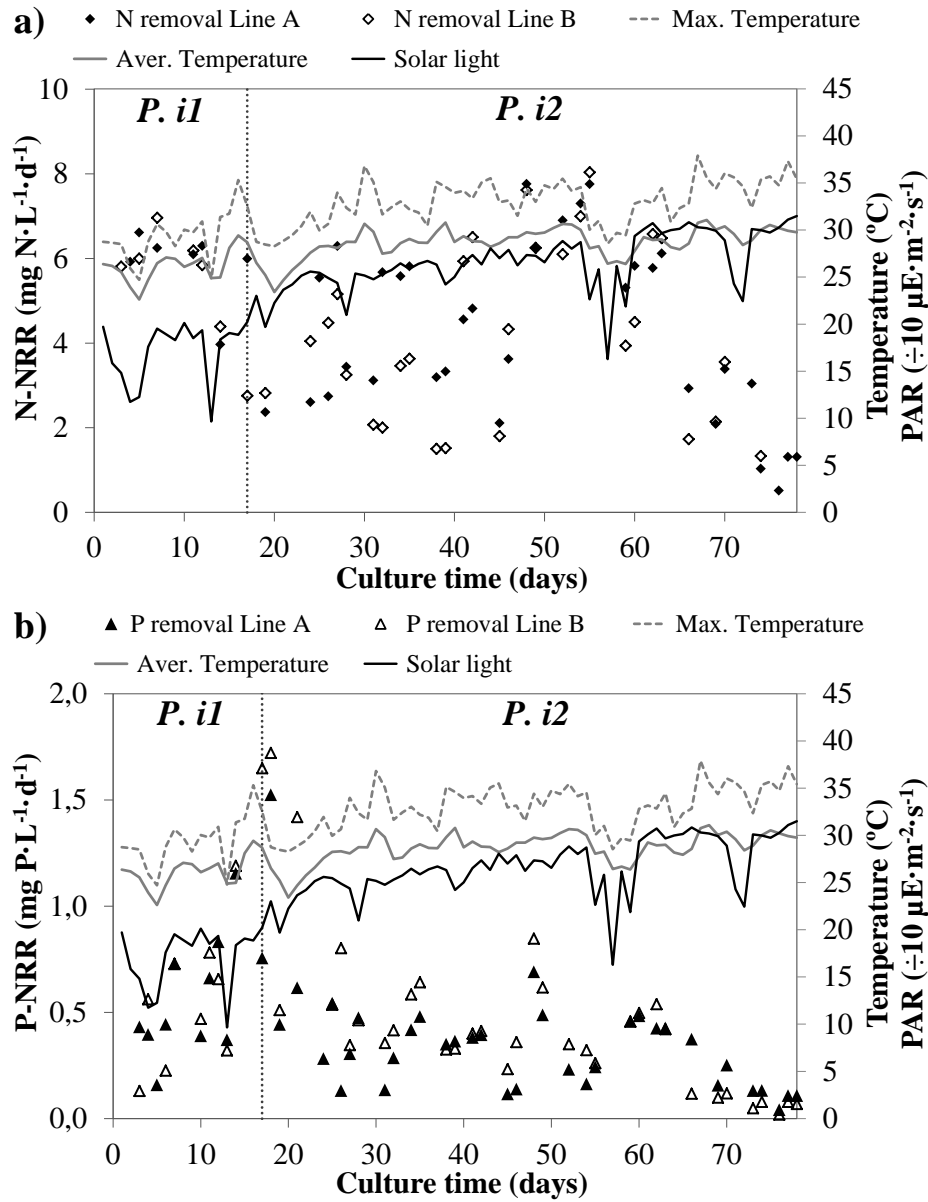 a)
N removal Line A
N removal Line B
Max. Temperature
Aver. Temperature
Solar light
P. i1
P. i2
N-NRR (mg N·L⁻¹·d⁻¹)
10
8
6
4
2
0
45
40
35
30
25
20
15
10
5
0
Temperature (ºC)
PAR (÷10 µE·m⁻²·s⁻¹)
0 10 20 30 40 50 60 70
Culture time (days)
b)
P removal Line A
P removal Line B
Max. Temperature
Aver. Temperature
Solar light
P. i1
P. i2
P-NRR (mg P·L⁻¹·d⁻¹)
2,0
1,5
1,0
0,5
0,0
45
40
35
30
25
20
15
10
5
0
Temperature (ºC)
PAR (÷10 µE·m⁻²·s⁻¹)
0 10 20 30 40 50 60 70
Culture time (days)